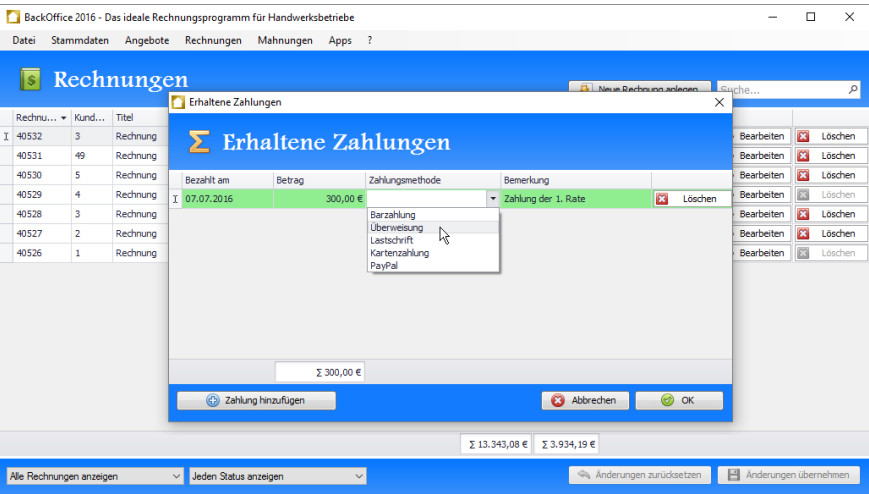 BackOffice 2016 - Das ideale Rechnungsprogramm für Handwerksbetriebe
Datei Stammdaten Angebote Rechnungen Mahnungen Apps ?
Rechnungen
Neue Rechnung anlegen Suche...
Rechnu... Kund... Titel
40532 3 Rechnung Bearbeiten Löschen
40531 49 Rechnung Bearbeiten Löschen
40530 5 Rechnung Bearbeiten Löschen
40529 4 Rechnung Bearbeiten Löschen
40528 3 Rechnung Bearbeiten Löschen
40527 2 Rechnung Bearbeiten Löschen
40526 1 Rechnung Bearbeiten Löschen
Erhaltene Zahlungen
Σ Erhaltene Zahlungen
Bezahlt am Betrag Zahlungsmethode Bemerkung
07.07.2016 300,00 € Zahlung der 1. Rate Löschen
Barzahlung
Überweisung
Lastschrift
Kartenzahlung
PayPal
Σ 300,00 €
Zahlung hinzufügen Abbrechen OK
Σ 13.343,08 € Σ 3.934,19 €
Alle Rechnungen anzeigen Jeden Status anzeigen Änderungen zurücksetzen Änderungen übernehmen